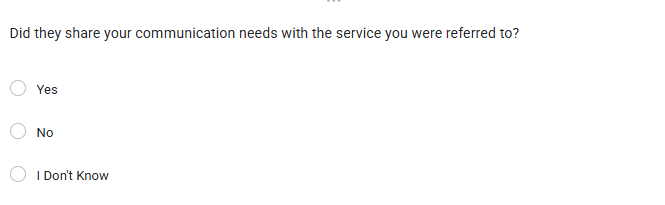 Did they share your communication needs with the service you were referred to?
Yes
No
I Don't Know